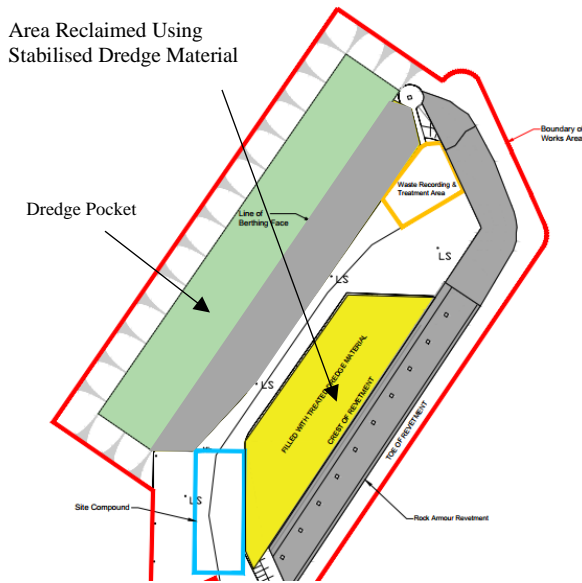 Area Reclaimed Using
Stabilised Dredge Material
Boundary of
Works Area
Waste Recording &
Treatment Area
Dredge Pocket
Line of
Berthing Face
LS
LS
FILLED WITH TREATED DREDGE MATERIAL
CREST OF REVETMENT
LS
TOE OF REVETMENT
LS
Site Compound
Rock Armour Revetment